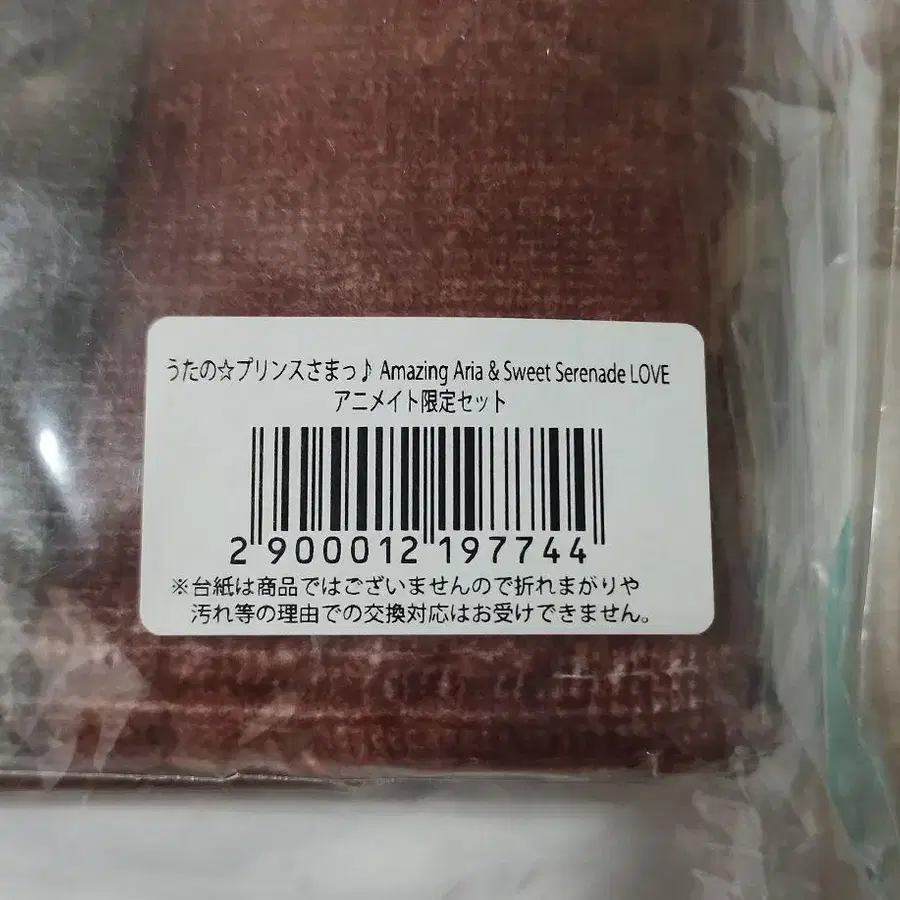 うたの☆プリンスさまっ♪ Amazing Aria & Sweet Serenade LOVE
アニメイト限定セット
2 900012 197744
※台紙は商品ではございませんので折れまがりや
汚れ等の理由での交換対応はお受けできません。